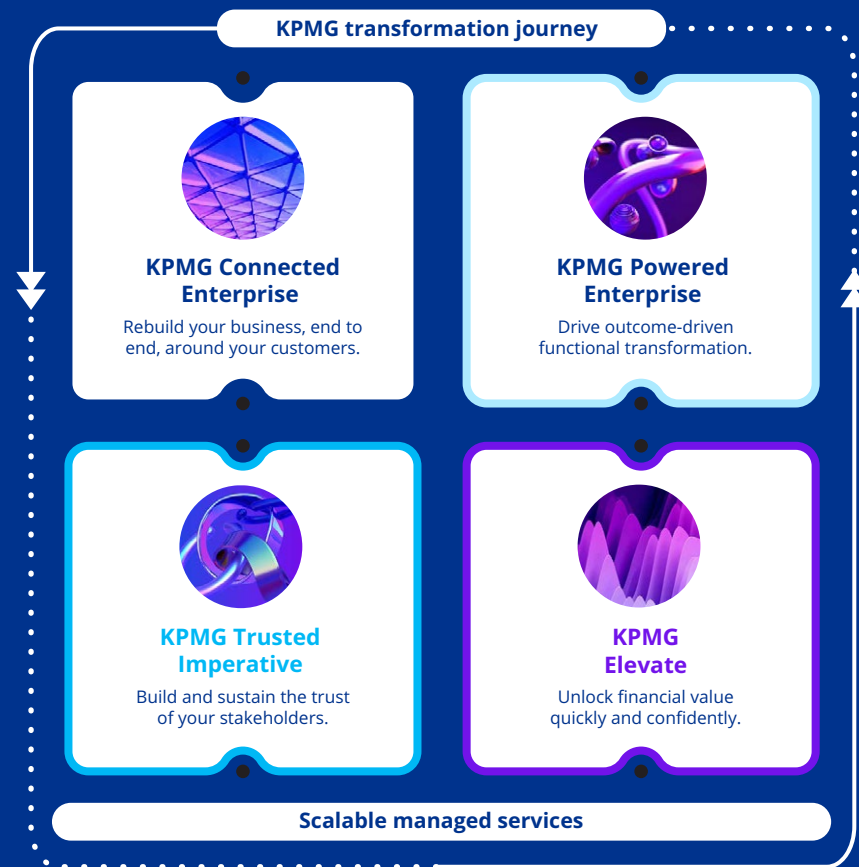 KPMG transformation journey
KPMG Connected
Enterprise
Rebuild your business, end to
end, around your customers.
KPMG Powered
Enterprise
Drive outcome-driven
functional transformation.
KPMG Trusted
Imperative
Build and sustain the trust
of your stakeholders.
KPMG
Elevate
Unlock financial value
quickly and confidently.
Scalable managed services